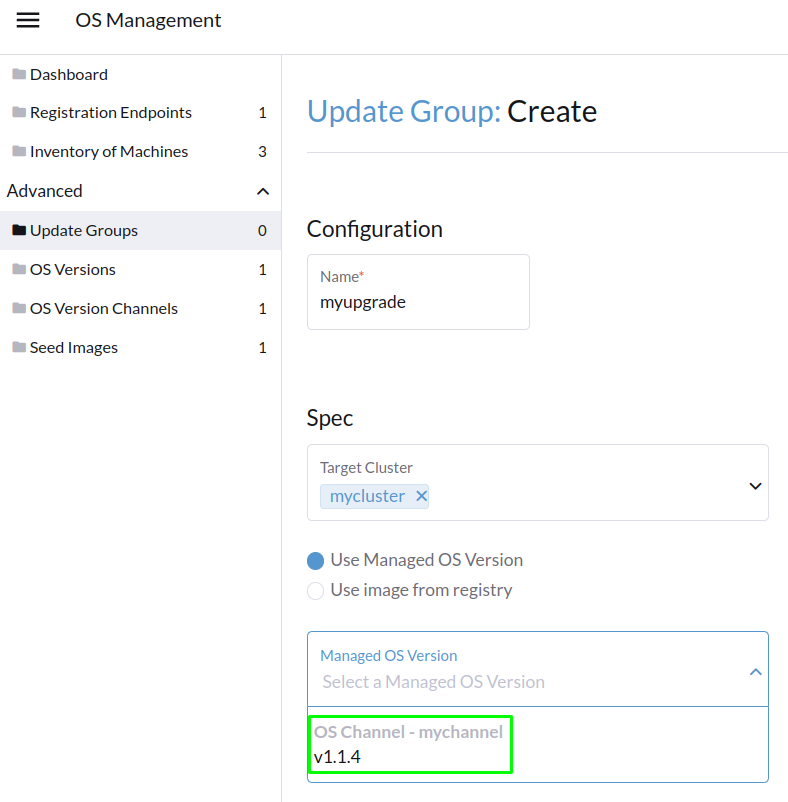 OS Management
Dashboard
Registration Endpoints 1
Inventory of Machines 3
Advanced
Update Groups 0
OS Versions 1
OS Version Channels 1
Seed Images 1
Update Group: Create
Configuration
Name*
myupgrade
Spec
Target Cluster
mycluster ×
Use Managed OS Version
Use image from registry
Managed OS Version
Select a Managed OS Version
OS Channel - mychannel
v1.1.4